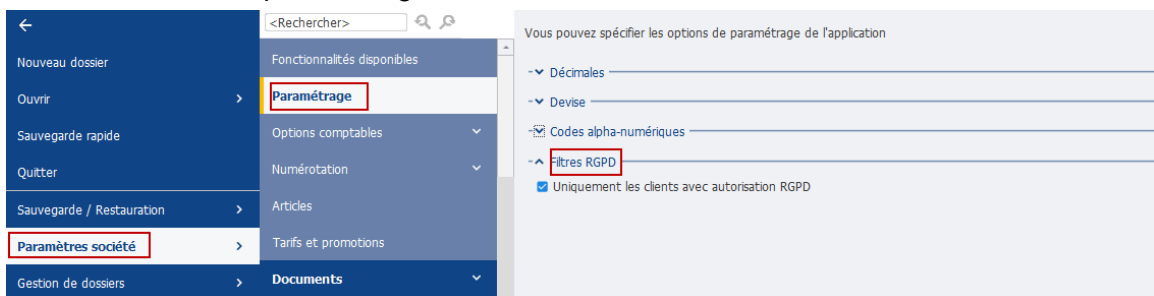 <Rechercher>
Nouveau dossier
Ouvrir
Sauvegarde rapide
Quitter
Sauvegarde / Restauration
Paramètres société
Gestion de dossiers
Fonctionnalités disponibles
Paramétrage
Options comptables
Numérotation
Articles
Tarifs et promotions
Documents
Vous pouvez spécifier les options de paramétrage de l'application
Décimales
Devise
Codes alpha-numériques
Filtres RGPD
Uniquement les clients avec autorisation RGPD